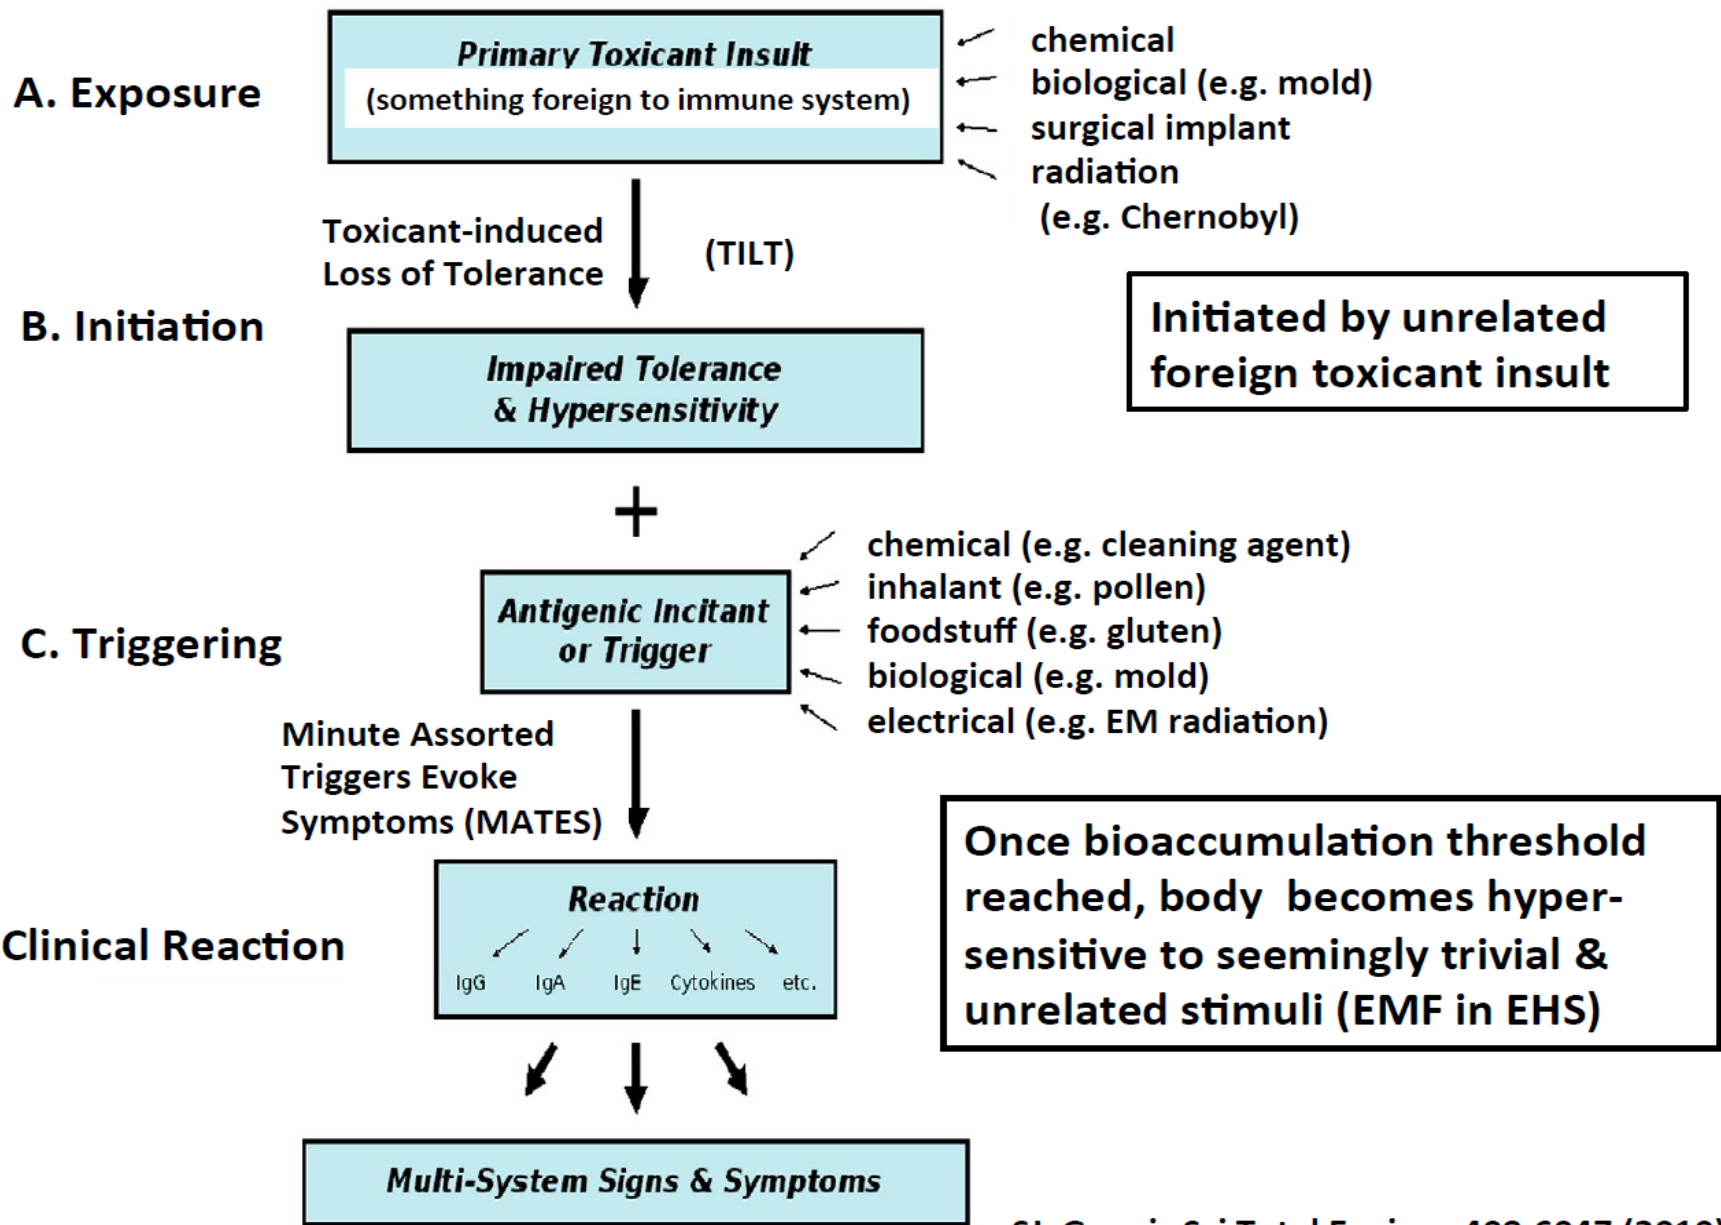 Primary Toxicant Insult
(something foreign to immune system)
A. Exposure
chemical
biological (e.g. mold)
surgical implant
radiation
(e.g. Chernobyl)
Toxicant-induced
Loss of Tolerance
(TILT)
B. Initiation
Initiated by unrelated
foreign toxicant insult
Impaired Tolerance
& Hypersensitivity
+
chemical (e.g. cleaning agent)
inhalant (e.g. pollen)
foodstuff (e.g. gluten)
biological (e.g. mold)
electrical (e.g. EM radiation)
C. Triggering
Antigenic Incitant
or Trigger
Minute Assorted
Triggers Evoke
Symptoms (MATES)
Once bioaccumulation threshold
reached, body becomes hyper-
sensitive to seemingly trivial &
unrelated stimuli (EMF in EHS)
Clinical Reaction
Reaction
IgG IgA IgE Cytokines etc.
Multi-System Signs & Symptoms